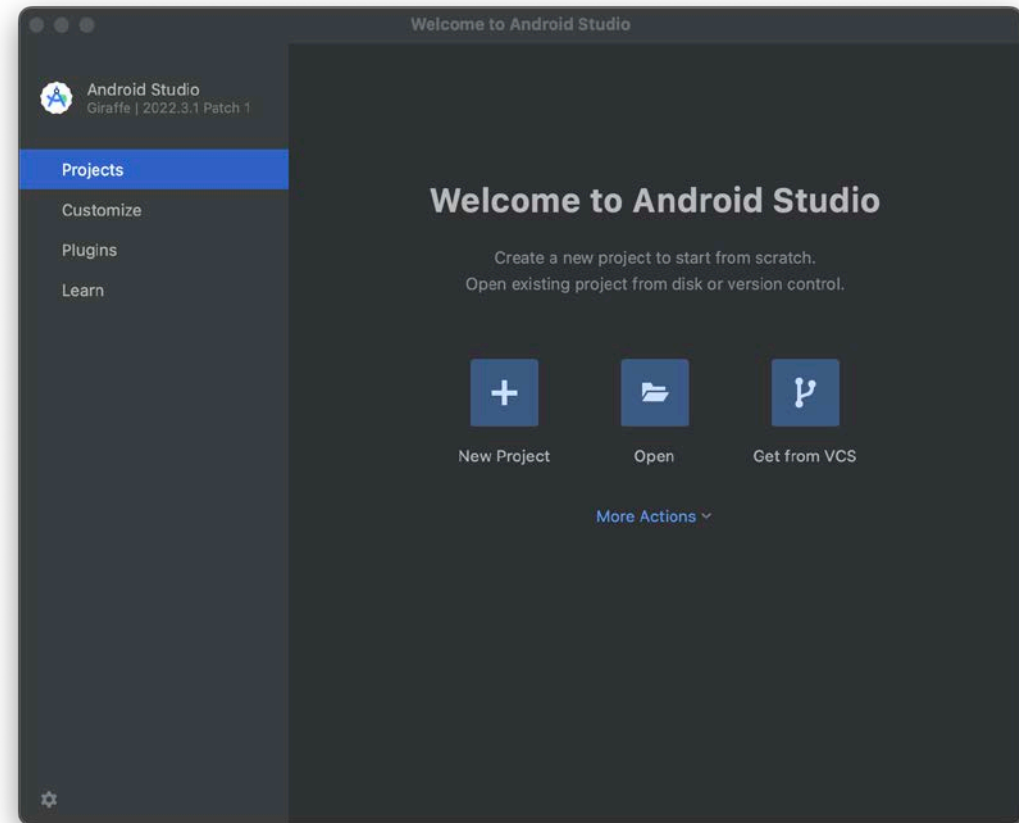 Welcome to Android Studio
Android Studio
Giraffe | 2022.3.1 Patch 1
Projects
Customize
Plugins
Learn
Welcome to Android Studio
Create a new project to start from scratch.
Open existing project from disk or version control.
New Project
Open
Get from VCS
More Actions